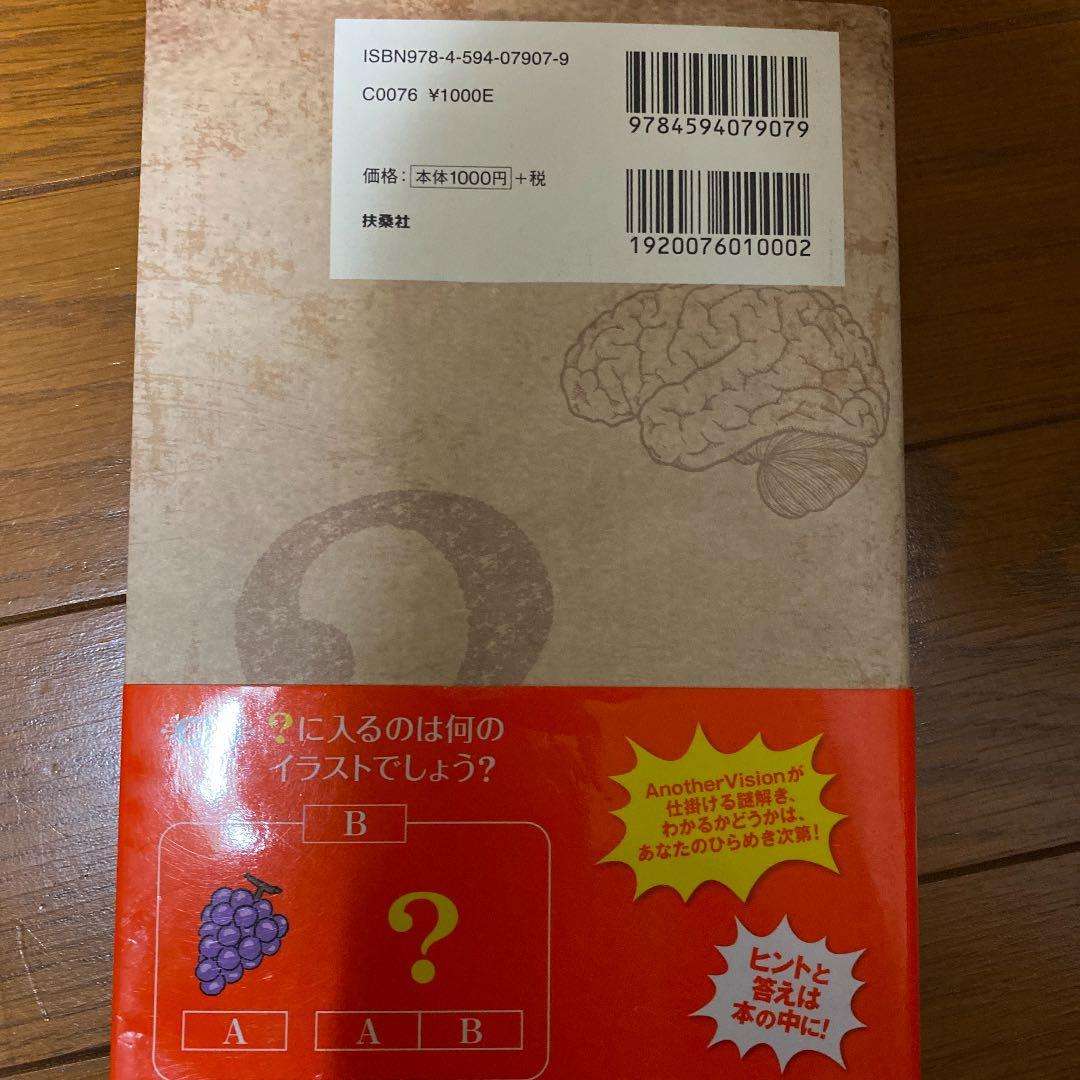 ISBN978-4-594-07907-9
C0076 ¥1000E
9784594079079
価格：本体1000円+税
扶桑社
1920076010002
?に入るのは何の
イラストでしょう?
B
?
A
A B
AnotherVisionが
仕掛ける謎解き、
わかるかどうかは、
あなたのひらめき次第!
ヒントと
答えは
本の中に!